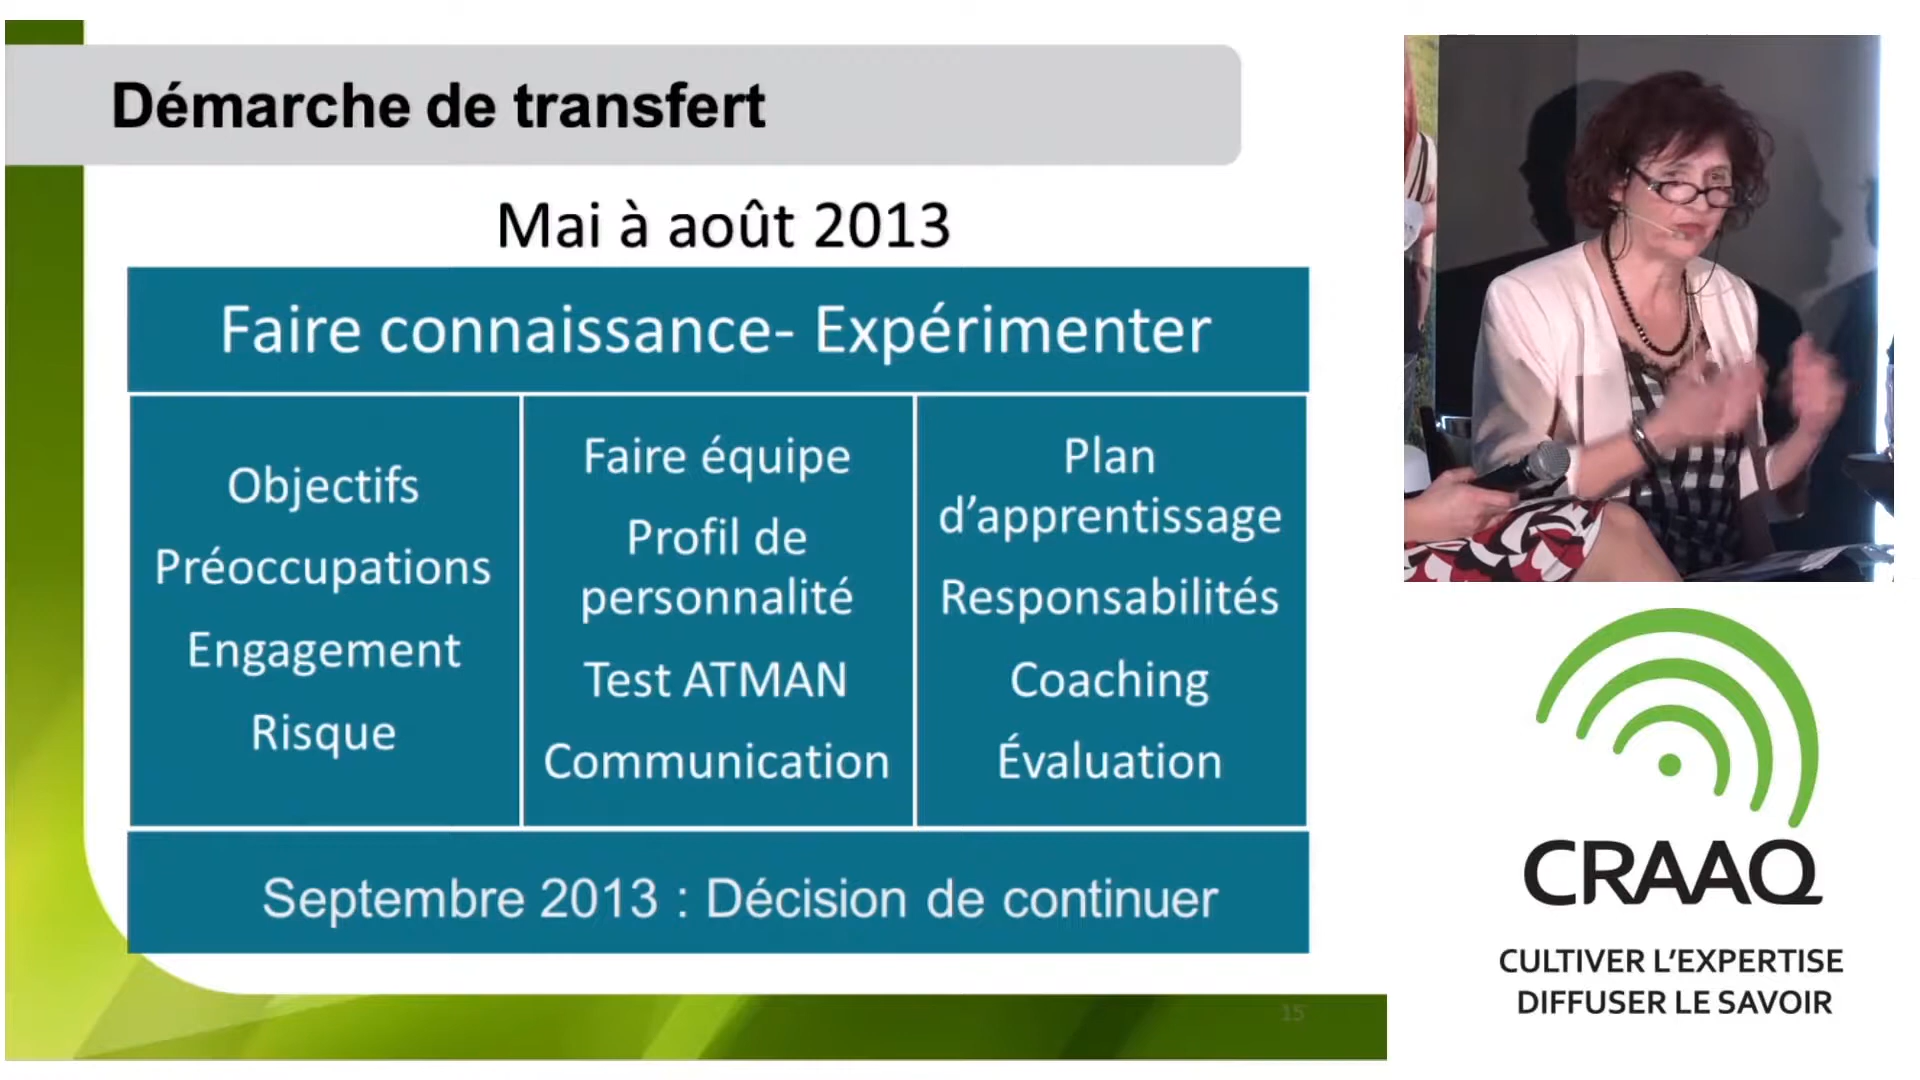 Démarche de transfert
Mai à août 2013
Faire connaissance- Expérimenter
Objectifs
Préoccupations
Engagement
Risque
Faire équipe
Profil de
personnalité
Test ATMAN
Communication
Plan
d’apprentissage
Responsabilités
Coaching
Évaluation
Septembre 2013 : Décision de continuer
15
CRAAQ
CULTIVER L’EXPERTISE
DIFFUSER LE SAVOIR